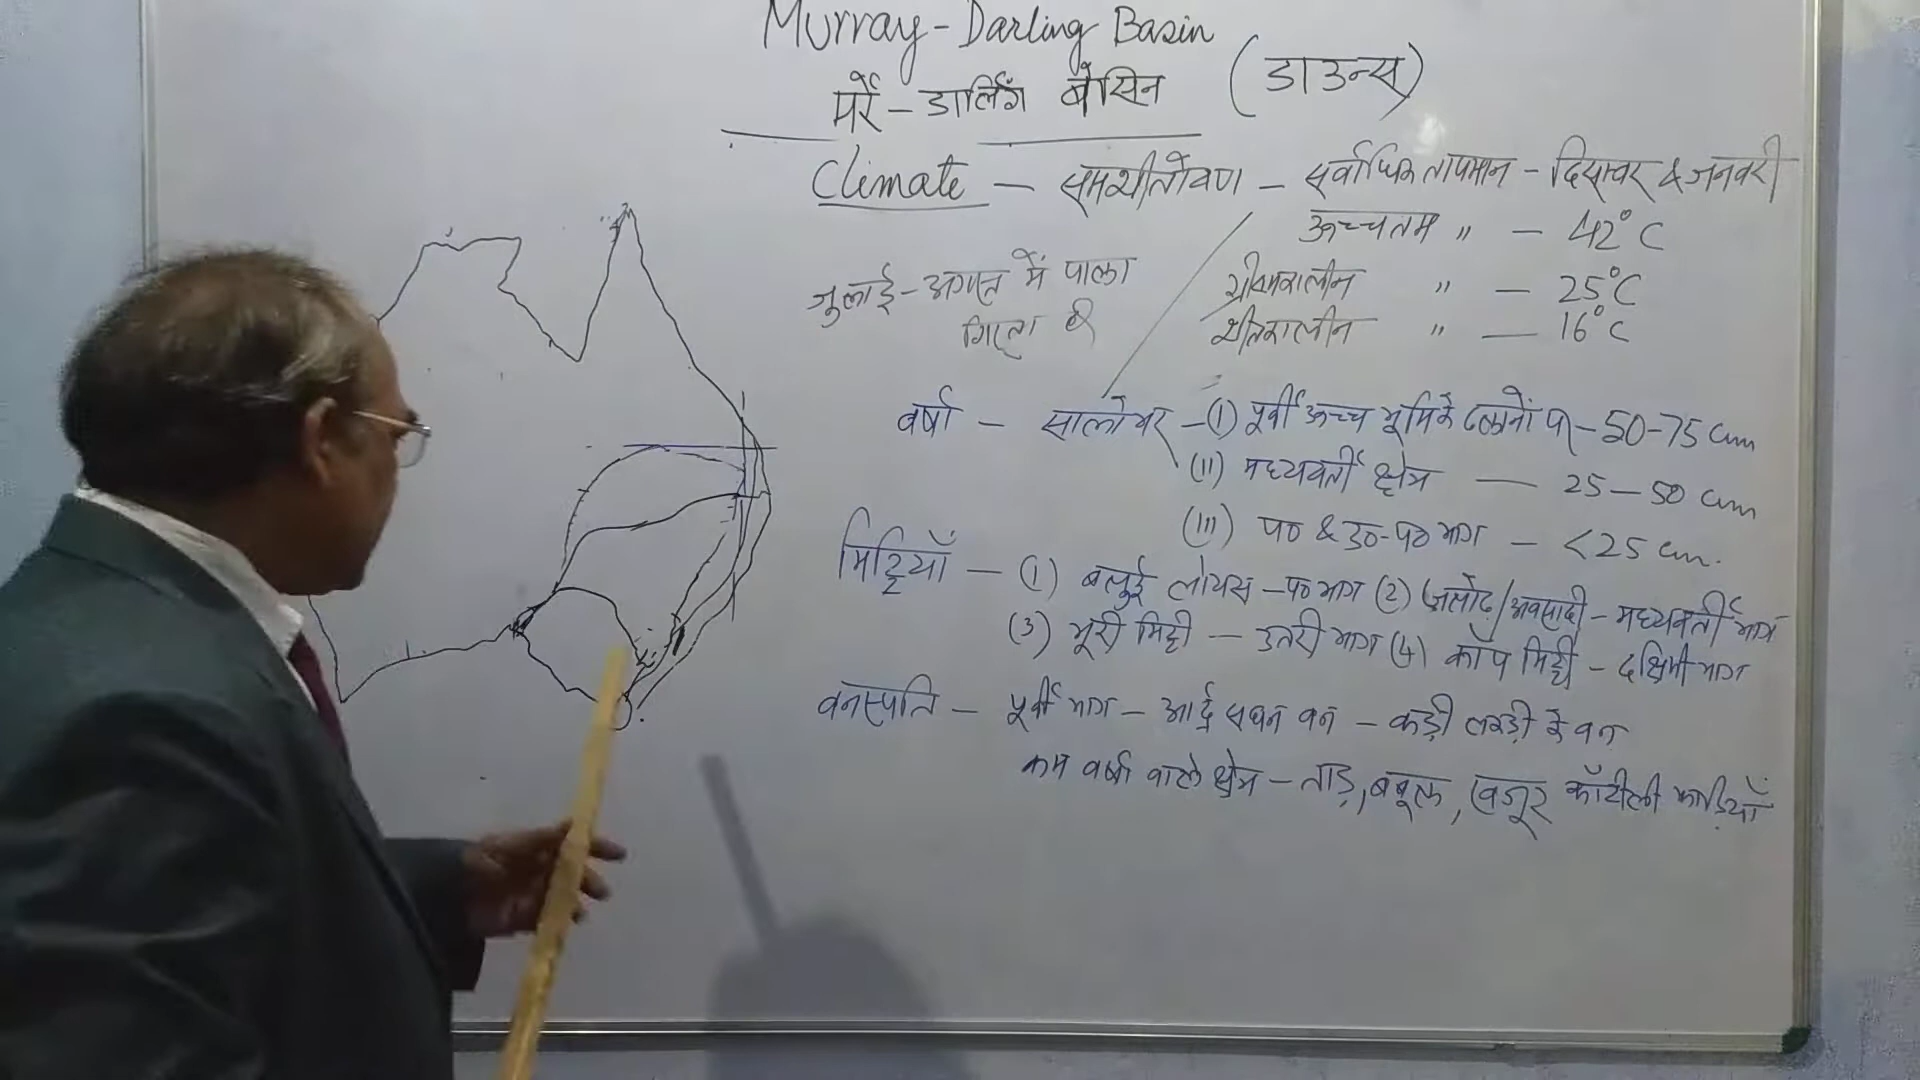 Murray-Darling Basin
मर्रे-डार्लिंग बेसिन (डाउन्स)
Climate - समशीतोष्ण - सर्वाधिक तापमान - दिसम्बर & जनवरी
ऊच्चतम " - 42°C
जुलाई-अगस्त में पाला
ग्रीष्मकालीन " - 25°C
गिरता है
शीतकालीन " - 16°C
वर्षा - सालोभर - (I) पूर्वी ऊच्च भूमि के ढलानों पर - 50-75 cm
(II) मध्यवर्ती क्षेत्र - 25-50 cm
(III) प० & उ०-प० भाग - <25 cm.
मिट्टियाँ - (1) बलुई लोयस - प० भाग (2) जलोढ़/अवसादी - मध्यवर्ती भाग
(3) भूरी मिट्टी - उत्तरी भाग (4) काँप मिट्टी - दक्षिणी भाग
वनस्पति - पूर्वी भाग - आर्द्र सघन वन - कड़ी लकड़ी के वन
कम वर्षा वाले क्षेत्र - ताड़, बबूल, खजूर काँटीली झाड़ियाँ